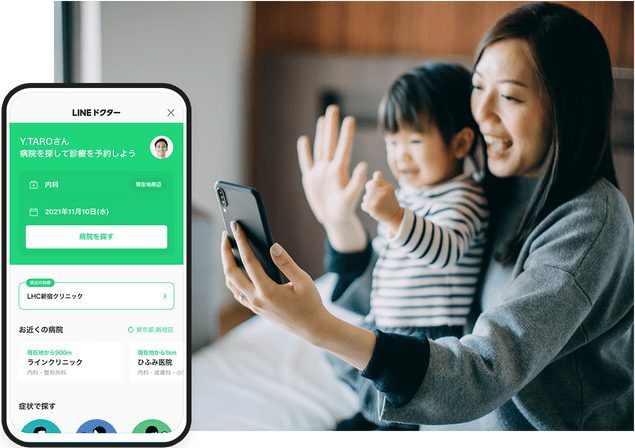 LINEドクター
Y.TAROさん
病院を探して診療を予約しよう
内科
現在地周辺
2021年11月10日(水)
病院を探す
最近の診療
LHC新宿クリニック
お近くの病院
東京都,新宿区
現在地から900m
ラインクリニック
内科・整形外科
現在地から1km
ひふみ医院
内科・皮膚科・小
症状で探す